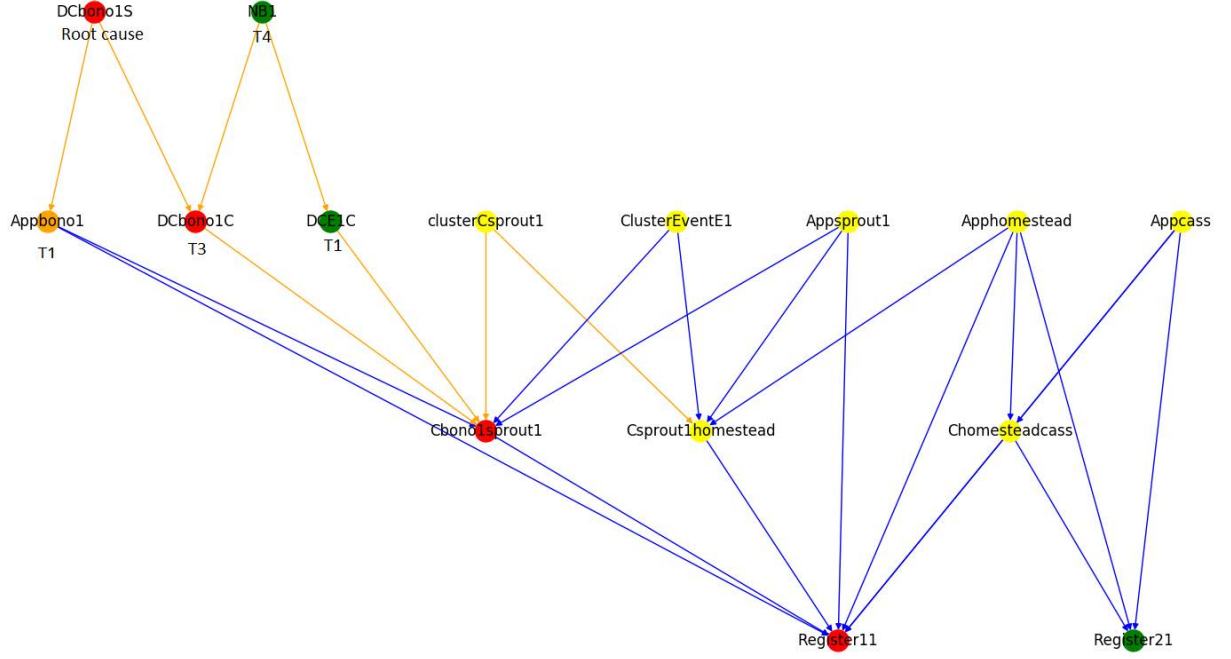 DCbono1S
NB1
Root cause
T4
Appbono1
DCbono1C
DCE1C
clusterCsprout1
ClusterEventE1
Appsprout1
Apphomestead
Appcass
T1
T3
T1
Cbono1sprout1
Csprout1homestead
Chomesteadcass
Register11
Register21